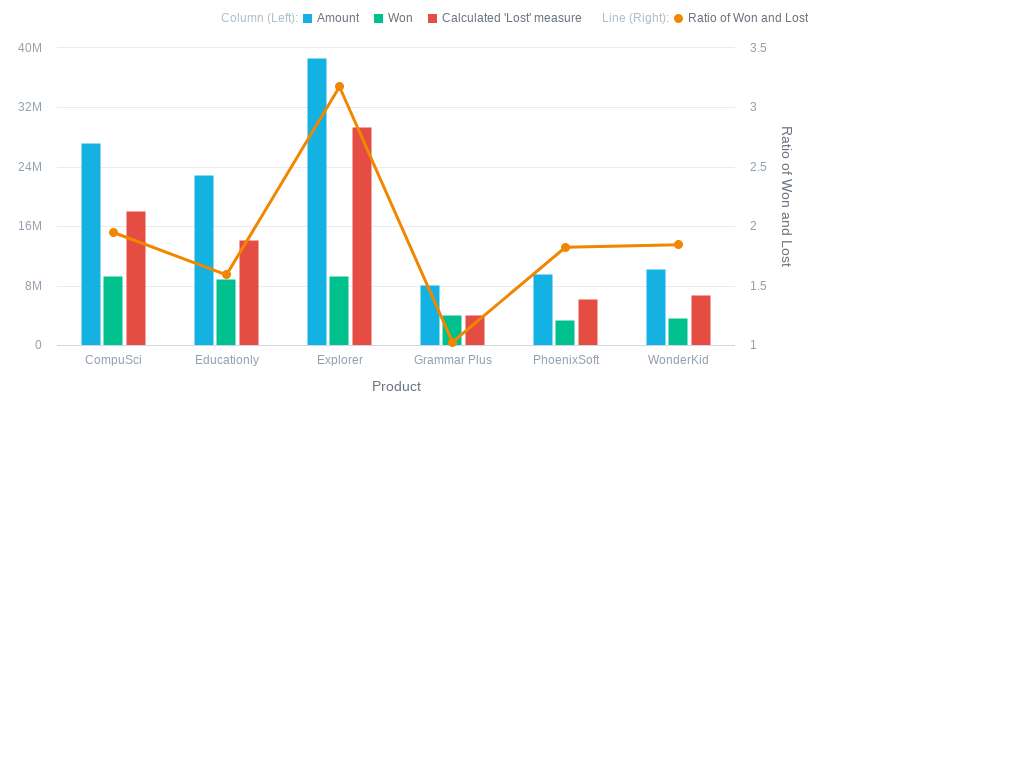 Column (Left): Amount Won Calculated 'Lost' measure Line (Right): Ratio of Won and Lost
40M 3.5
32M 3
24M 2.5
16M 2
8M 1.5
0 1
Ratio of Won and Lost
CompuSci Educationly Explorer Grammar Plus PhoenixSoft WonderKid
Product